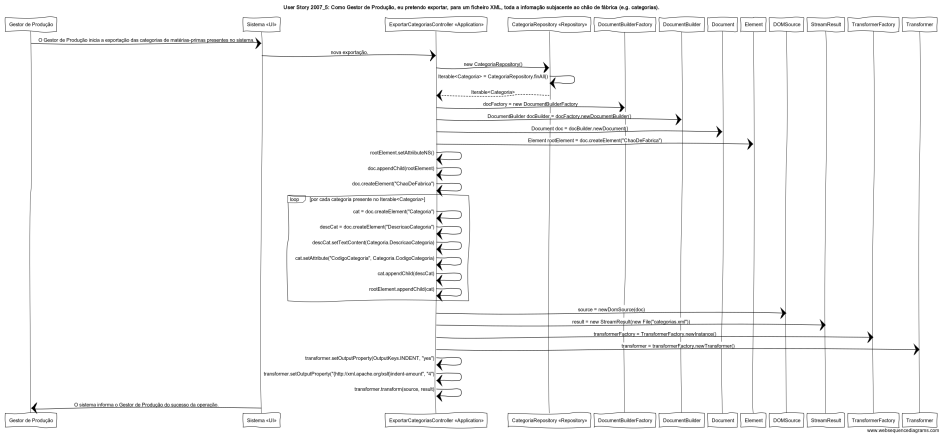 User Story 2007_5: Como Gestor de Produção, eu pretendo exportar, para um ficheiro XML, toda a infomação subjacente ao chão de fábrica (e.g. categorias).
Gestor de Produção
Sistema «UI»
ExportarCategoriasController «Application»
CategoriaRepository «Repository»
DocumentBuilderFactory
DocumentBuilder
Document
Element
DOMSource
StreamResult
TransformerFactory
Transformer
O Gestor de Produção inicia a exportação das categorias de matérias-primas presentes no sistema.
nova exportação.
new CategoriaRepository()
Iterable<Categoria> = CategoriaRepository.finAll()
Iterable<Categoria>
docFactory = new DocumentBuilderFactory
DocumentBuilder docBuilder = docFactory.newDocumentBuilder()
Document doc = docBuilder.newDocument()
Element rootElement = doc.createElement("ChaoDeFabrica")
rootElement.setAttributeNS()
doc.appendChild(rootElement)
doc.createElement("ChaoDeFabrica")
loop [por cada categoria presente no Iterable<Categoria>]
cat = doc.createElement("Categoria")
descCat = doc.createElement("DescricaoCategoria")
descCat.setTextContent(Categoria.DescricaoCategoria)
cat.setAttribute("CodigoCategoria", Categoria.CodigoCategoria)
cat.appendChild(descCat)
rootElement.appendChild(cat)
source = newDomSource(doc)
result = new StreamResult(new File("categorias.xml"))
transformerFactory = TransformerFactory.newInstance()
transformer = transformerFactory.newTransformer()
transformer.setOutputProperty(OutputKeys.INDENT, "yes")
transformer.setOutputProperty("{http://xml.apache.org/xslt}indent-amount", "4")
transformer.transform(source, result)
O sistema informa o Gestor de Produção do sucesso da operação.
Gestor de Produção
Sistema «UI»
ExportarCategoriasController «Application»
CategoriaRepository «Repository»
DocumentBuilderFactory
DocumentBuilder
Document
Element
DOMSource
StreamResult
TransformerFactory
Transformer
www.websequencediagrams.com